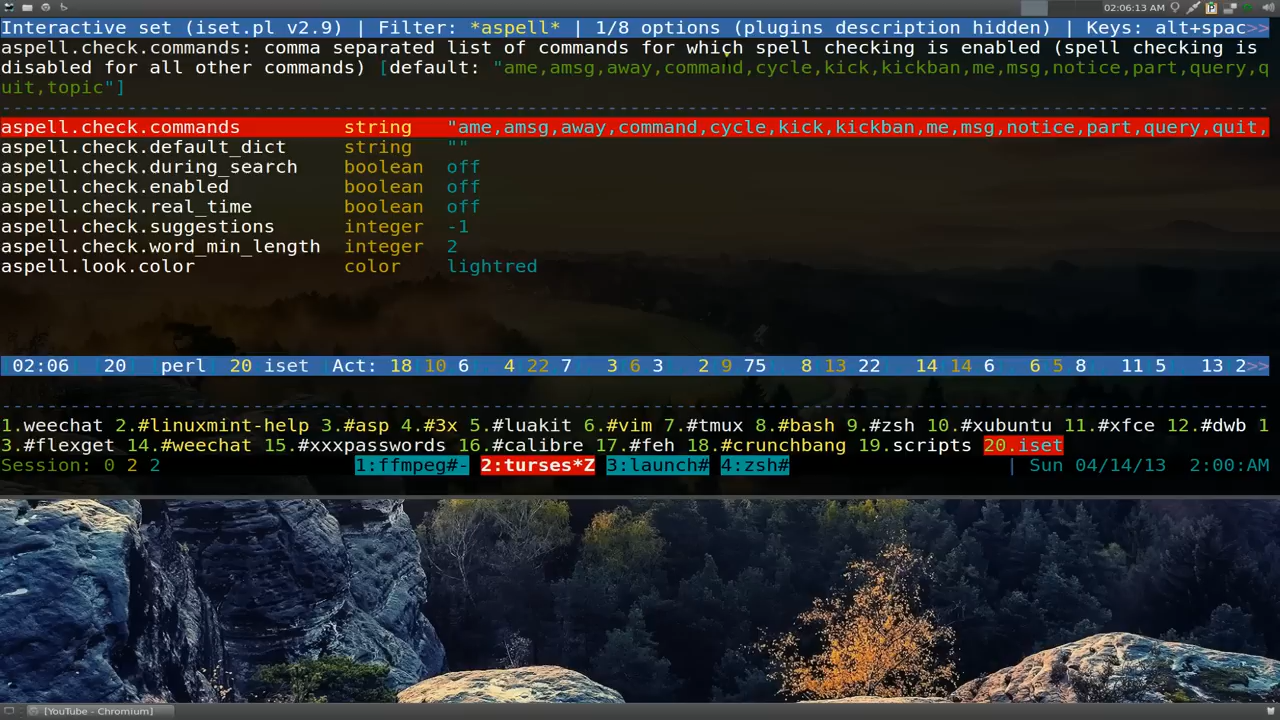 02:06:13 AM
Interactive set (iset.pl v2.9) | Filter: *aspell* | 1/8 options (plugins description hidden) | Keys: alt+spac>>
aspell.check.commands: comma separated list of commands for which spell checking is enabled (spell checking is
disabled for all other commands) [default: "ame,amsg,away,command,cycle,kick,kickban,me,msg,notice,part,query,q
uit,topic"]
aspell.check.commands string "ame,amsg,away,command,cycle,kick,kickban,me,msg,notice,part,query,quit,
aspell.check.default_dict string ""
aspell.check.during_search boolean off
aspell.check.enabled boolean off
aspell.check.real_time boolean off
aspell.check.suggestions integer -1
aspell.check.word_min_length integer 2
aspell.look.color color lightred
02:06 20 perl 20 iset Act: 18 10 6 4 22 7 3 6 3 2 9 75 8 13 22 14 14 6 6 5 8 11 5 13 2>>
1.weechat 2.#linuxmint-help 3.#asp 4.#3x 5.#luakit 6.#vim 7.#tmux 8.#bash 9.#zsh 10.#xubuntu 11.#xfce 12.#dwb 1
3.#flexget 14.#weechat 15.#xxxpasswords 16.#calibre 17.#feh 18.#crunchbang 19.scripts 20.iset
Session: 0 2 2 1:ffmpeg#- 2:turses*Z 3:launch# 4:zsh# | Sun 04/14/13 2:00:AM
[YouTube - Chromium]